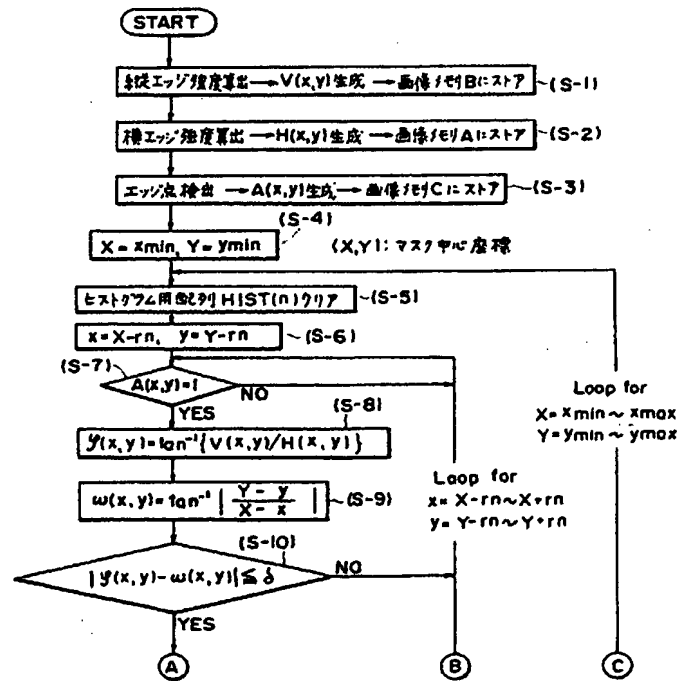 START
縦エッジ強度算出→V(x,y)生成→画像メモリBにストア
(S-1)
横エッジ強度算出→H(x,y)生成→画像メモリAにストア
(S-2)
エッジ点検出→A(x,y)生成→画像メモリCにストア
(S-3)
(S-4)
X=xmin, Y=ymin
(X,Y):マスク中心座標
ヒストグラム用配列HIST(n)クリア
(S-5)
x=X-rn, y=Y-rn
(S-6)
(S-7)
A(x,y)=1
NO
YES
(S-8)
φ(x,y)=tan⁻¹{V(x,y)/H(x,y)}
ω(x,y)=tan⁻¹|(Y-y)/(X-x)|
(S-9)
(S-10)
|φ(x,y)-ω(x,y)|≦δ
NO
YES
Loop for
x=X-rn~X+rn
y=Y-rn~Y+rn
Loop for
X=xmin~xmax
Y=ymin~ymax
A
B
C